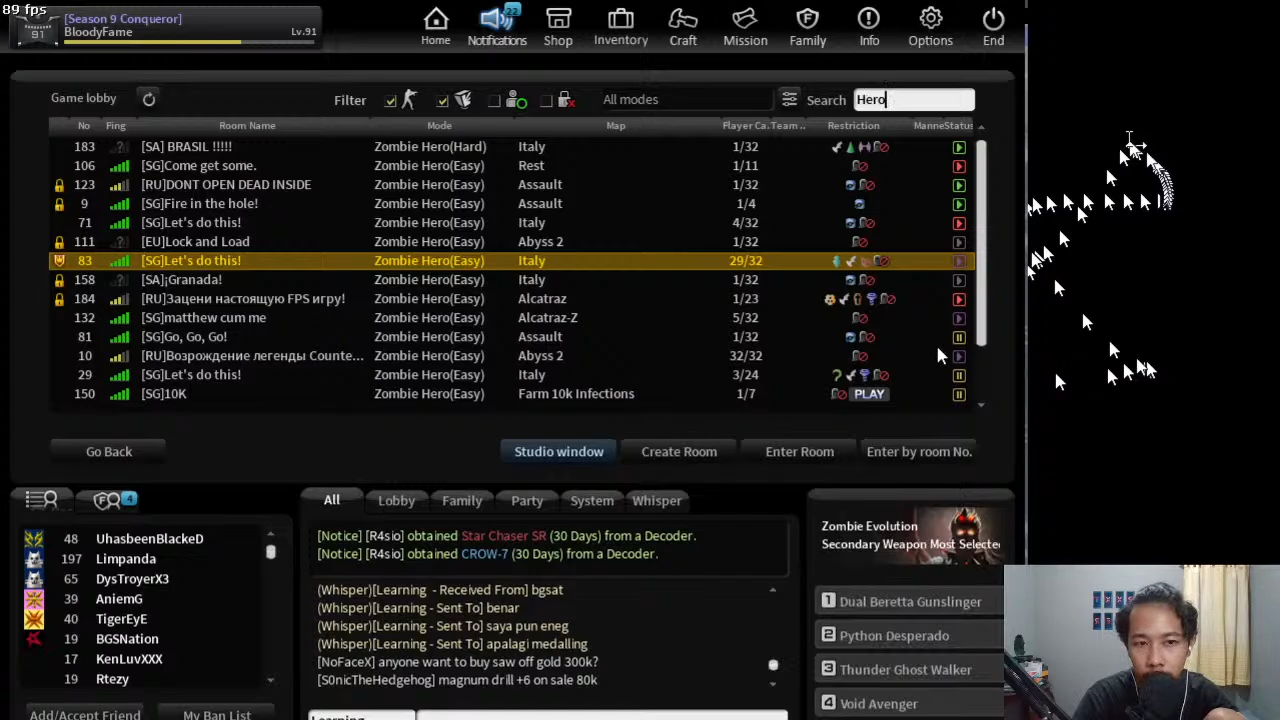 89 fps
[Season 9 Conqueror]
BloodyFame
91
Lv.91
22
Home Notifications Shop Inventory Craft Mission Family Info Options End
Game lobby Filter All modes Search Hero
No Ping Room Name Mode Map Player Ca.Team .. Restriction Manne Status
183 [SA] BRASIL !!!!! Zombie Hero(Hard) Italy 1/32
106 [SG]Come get some. Zombie Hero(Easy) Rest 1/11
123 [RU]DONT OPEN DEAD INSIDE Zombie Hero(Easy) Assault 1/32
9 [SG]Fire in the hole! Zombie Hero(Easy) Assault 1/4
71 [SG]Let's do this! Zombie Hero(Easy) Italy 4/32
111 [EU]Lock and Load Zombie Hero(Easy) Abyss 2 1/32
83 [SG]Let's do this! Zombie Hero(Easy) Italy 29/32
158 [SA]¡Granada! Zombie Hero(Easy) Italy 1/32
184 [RU]Зацени настоящую FPS игру! Zombie Hero(Easy) Alcatraz 1/23
132 [SG]matthew cum me Zombie Hero(Easy) Alcatraz-Z 5/32
81 [SG]Go, Go, Go! Zombie Hero(Easy) Assault 1/32
10 [RU]Возрождение легенды Counte... Zombie Hero(Easy) Abyss 2 32/32
29 [SG]Let's do this! Zombie Hero(Easy) Italy 3/24
150 [SG]10K Zombie Hero(Easy) Farm 10k Infections 1/7 PLAY
Go Back Studio window Create Room Enter Room Enter by room No.
4
All Lobby Family Party System Whisper
48 UhasbeenBlackeD
197 Limpanda
65 DysTroyerX3
39 AniemG
40 TigerEyE
19 BGSNation
17 KenLuvXXX
19 Rtezy
Add/Accept Friend My Ban List
[Notice] [R4sio] obtained Star Chaser SR (30 Days) from a Decoder.
[Notice] [R4sio] obtained CROW-7 (30 Days) from a Decoder.
(Whisper)[Learning - Received From] bgsat
(Whisper)[Learning - Sent To] benar
(Whisper)[Learning - Sent To] saya pun eneg
(Whisper)[Learning - Sent To] apalagi medalling
[NoFaceX] anyone want to buy saw off gold 300k?
[S0nicTheHedgehog] magnum drill +6 on sale 80k
Learning
Zombie Evolution
Secondary Weapon Most Selected
1 Dual Beretta Gunslinger
2 Python Desperado
3 Thunder Ghost Walker
4 Void Avenger